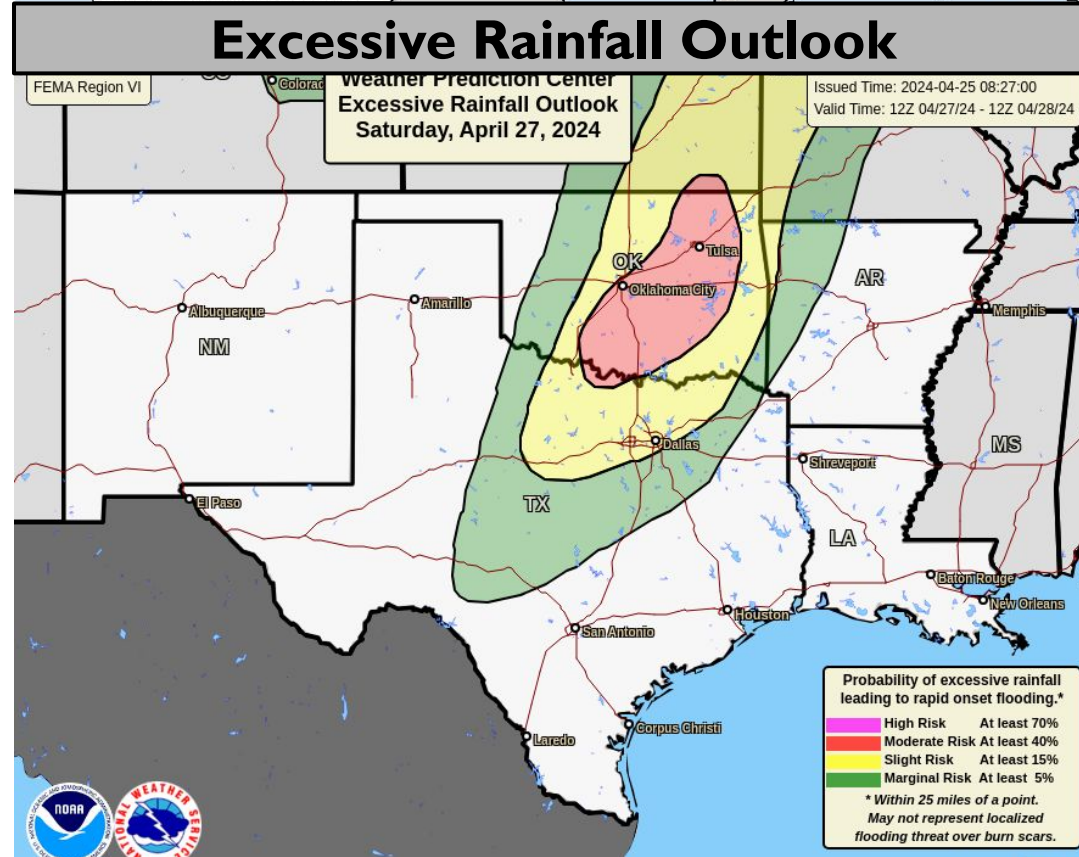 Excessive Rainfall Outlook
FEMA Region VI
Weather Prediction Center
Excessive Rainfall Outlook
Saturday, April 27, 2024
Issued Time: 2024-04-25 08:27:00
Valid Time: 12Z 04/27/24 - 12Z 04/28/24
Tulsa
OK
Oklahoma City
AR
Albuquerque
Amarillo
Memphis
NM
Dallas
MS
Shreveport
El Paso
TX
LA
Baton Rouge
New Orleans
Houston
San Antonio
Corpus Christi
Laredo
Probability of excessive rainfall
leading to rapid onset flooding.*
High Risk At least 70%
Moderate Risk At least 40%
Slight Risk At least 15%
Marginal Risk At least 5%
* Within 25 miles of a point.
May not represent localized
flooding threat over burn scars.
NOAA
NATIONAL WEATHER SERVICE